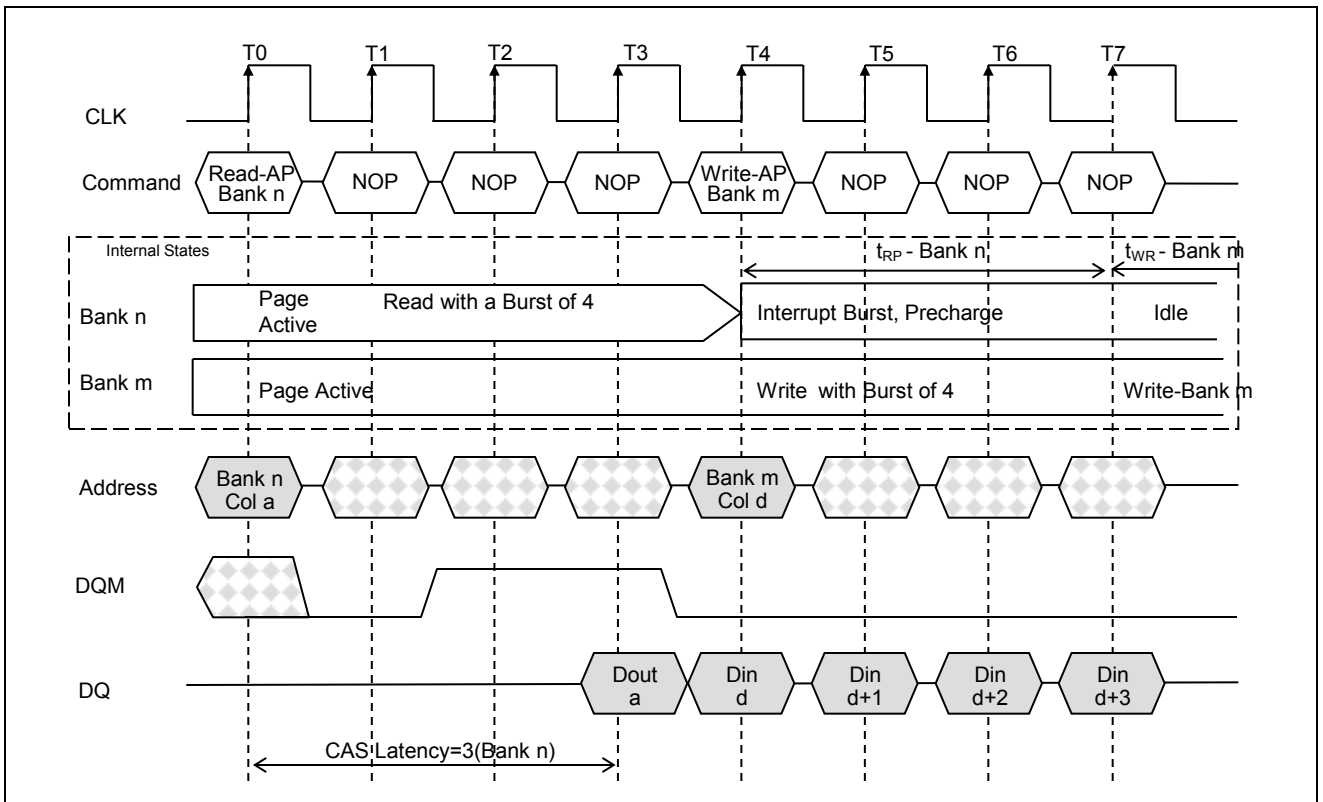 T0 T1 T2 T3 T4 T5 T6 T7
CLK
Command
Read-AP
Bank n
NOP
NOP
NOP
Write-AP
Bank m
NOP
NOP
NOP
Internal States
tRP - Bank n
tWR - Bank m
Bank n
Page
Active
Read with a Burst of 4
Interrupt Burst, Precharge
Idle
Bank m
Page Active
Write with Burst of 4
Write-Bank m
Address
Bank n
Col a
Bank m
Col d
DQM
DQ
Dout
a
Din
d
Din
d+1
Din
d+2
Din
d+3
CAS Latency=3(Bank n)